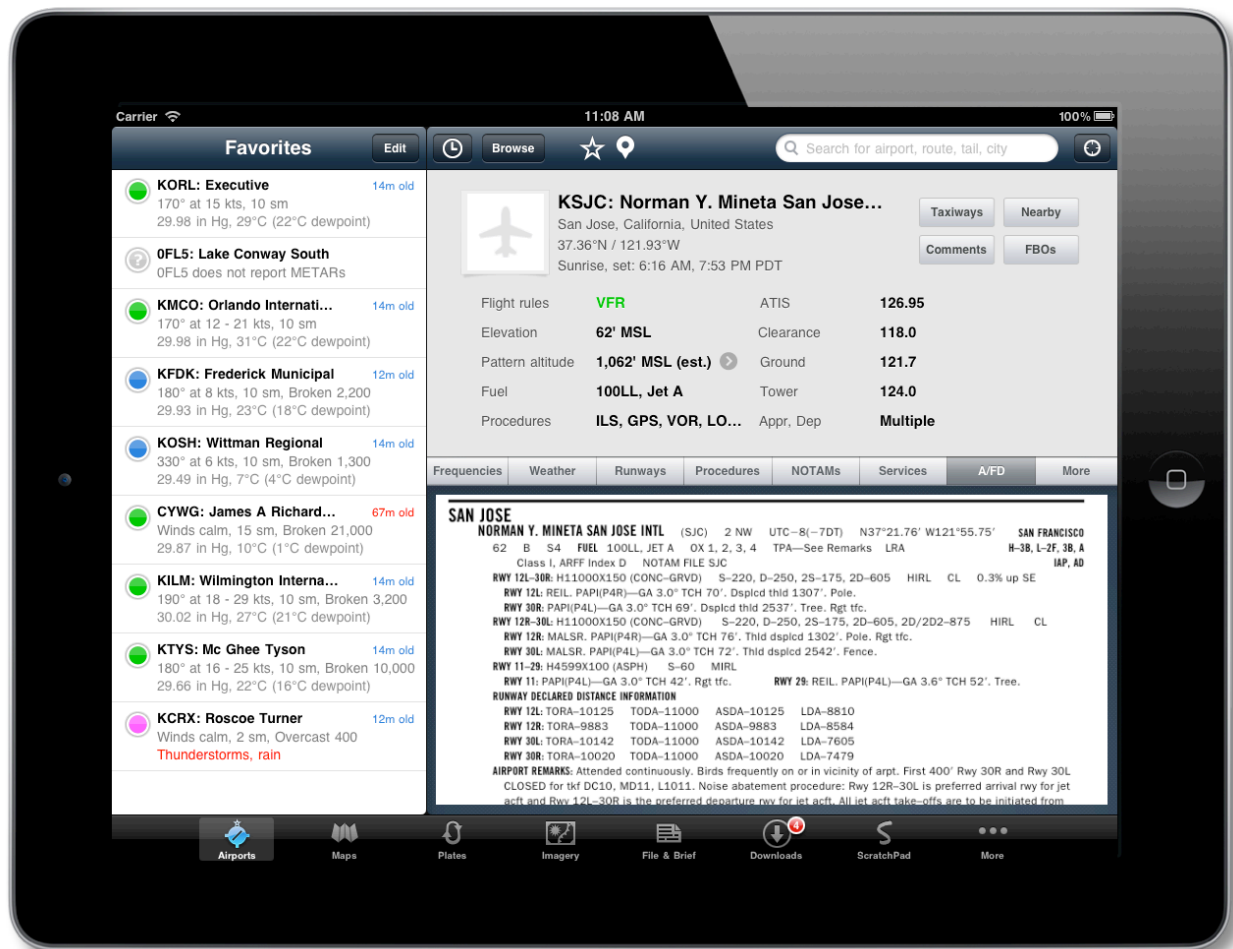 Carrier
11:08 AM
100%
Favorites
Edit
Browse
Search for airport, route, tail, city
KORL: Executive
14m old
170° at 15 kts, 10 sm
29.98 in Hg, 29°C (22°C dewpoint)
0FL5: Lake Conway South
0FL5 does not report METARs
KMCO: Orlando Internati...
14m old
170° at 12 - 21 kts, 10 sm
29.98 in Hg, 31°C (22°C dewpoint)
KFDK: Frederick Municipal
12m old
180° at 8 kts, 10 sm, Broken 2,200
29.93 in Hg, 23°C (18°C dewpoint)
KOSH: Wittman Regional
14m old
330° at 6 kts, 10 sm, Broken 1,300
29.49 in Hg, 7°C (4°C dewpoint)
CYWG: James A Richard...
67m old
Winds calm, 15 sm, Broken 21,000
29.87 in Hg, 10°C (1°C dewpoint)
KILM: Wilmington Interna...
14m old
190° at 18 - 29 kts, 10 sm, Broken 3,200
30.02 in Hg, 27°C (21°C dewpoint)
KTYS: Mc Ghee Tyson
14m old
180° at 16 - 25 kts, 10 sm, Broken 10,000
29.66 in Hg, 22°C (16°C dewpoint)
KCRX: Roscoe Turner
12m old
Winds calm, 2 sm, Overcast 400
Thunderstorms, rain
KSJC: Norman Y. Mineta San Jose...
San Jose, California, United States
37.36°N / 121.93°W
Sunrise, set: 6:16 AM, 7:53 PM PDT
Taxiways
Nearby
Comments
FBOs
Flight rules VFR ATIS 126.95
Elevation 62' MSL Clearance 118.0
Pattern altitude 1,062' MSL (est.) Ground 121.7
Fuel 100LL, Jet A Tower 124.0
Procedures ILS, GPS, VOR, LO... Appr, Dep Multiple
Frequencies Weather Runways Procedures NOTAMs Services A/FD More
SAN JOSE
NORMAN Y. MINETA SAN JOSE INTL (SJC) 2 NW UTC–8(–7DT) N37°21.76' W121°55.75' SAN FRANCISCO
62 B S4 FUEL 100LL, JET A OX 1, 2, 3, 4 TPA—See Remarks LRA H–3B, L–2F, 3B, A
Class I, ARFF Index D NOTAM FILE SJC IAP, AD
RWY 12L–30R: H11000X150 (CONC–GRVD) S–220, D–250, 2S–175, 2D–605 HIRL CL 0.3% up SE
RWY 12L: REIL. PAPI(P4L)—GA 3.0° TCH 70'. Dsplcd thld 1307'. Pole.
RWY 30R: PAPI(P4L)—GA 3.0° TCH 69'. Dsplcd thld 2537'. Tree. Rgt tfc.
RWY 12R–30L: H11000X150 (CONC–GRVD) S–220, D–250, 2S–175, 2D–605, 2D/2D2–875 HIRL CL
RWY 12R: MALSR. PAPI(P4R)—GA 3.0° TCH 76'. Thld dsplcd 1302'. Pole. Rgt tfc.
RWY 30L: MALSR. PAPI(P4L)—GA 3.0° TCH 72'. Thld dsplcd 2542'. Fence.
RWY 11–29: H4599X100 (ASPH) S–60 MIRL
RWY 11: PAPI(P4L)—GA 3.0° TCH 42'. Rgt tfc. RWY 29: REIL. PAPI(P4L)—GA 3.6° TCH 52'. Tree.
RUNWAY DECLARED DISTANCE INFORMATION
RWY 12L: TORA–10125 TODA–11000 ASDA–10125 LDA–8810
RWY 12R: TORA–9883 TODA–11000 ASDA–9883 LDA–8584
RWY 30L: TORA–10142 TODA–11000 ASDA–10142 LDA–7605
RWY 30R: TORA–10020 TODA–11000 ASDA–10020 LDA–7479
AIRPORT REMARKS: Attended continuously. Birds frequently on or in vicinity of arpt. First 400' Rwy 30R and Rwy 30L
CLOSED for tkf DC10, MD11, L1011. Noise abatement procedure: Rwy 12R–30L is preferred arrival rwy for jet
acft and Rwy 12L–30R is the preferred departure rwy for jet acft. All jet acft take–offs are to be initiated from
Airports
Maps
Plates
Imagery
File & Brief
4
Downloads
ScratchPad
More